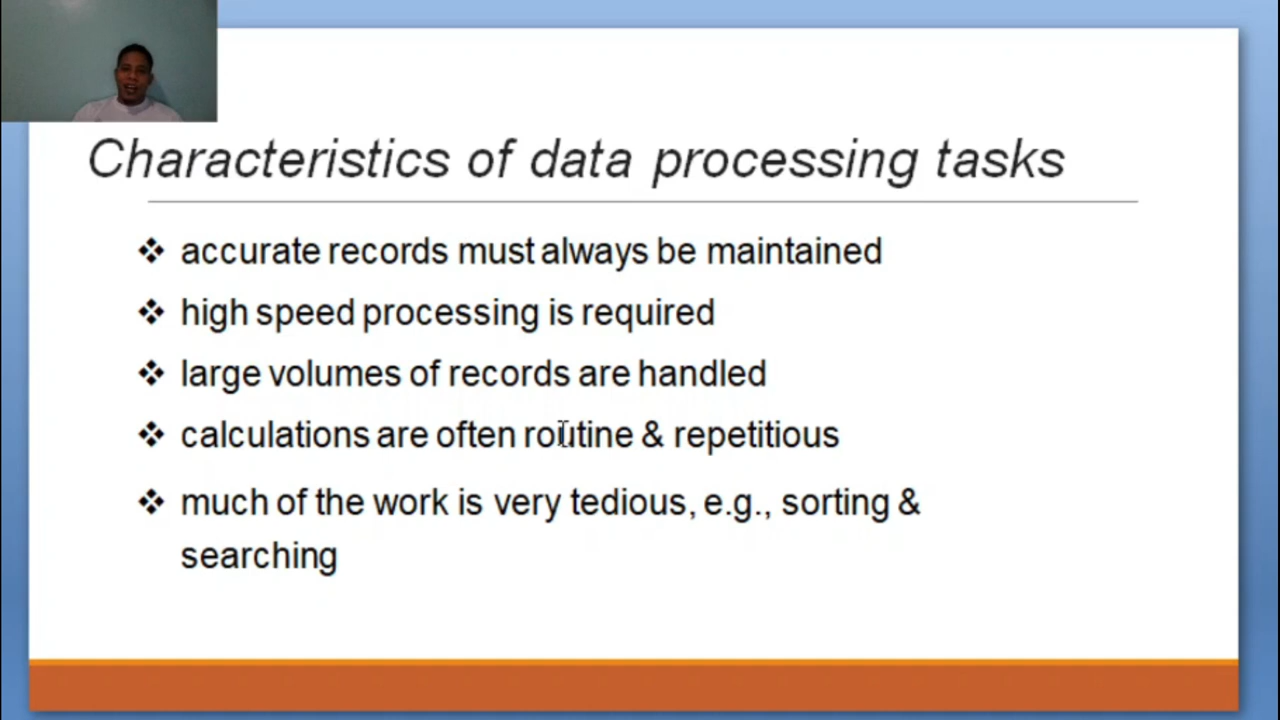 Characteristics of data processing tasks
accurate records must always be maintained
high speed processing is required
large volumes of records are handled
calculations are often routine & repetitious
much of the work is very tedious, e.g., sorting &
searching